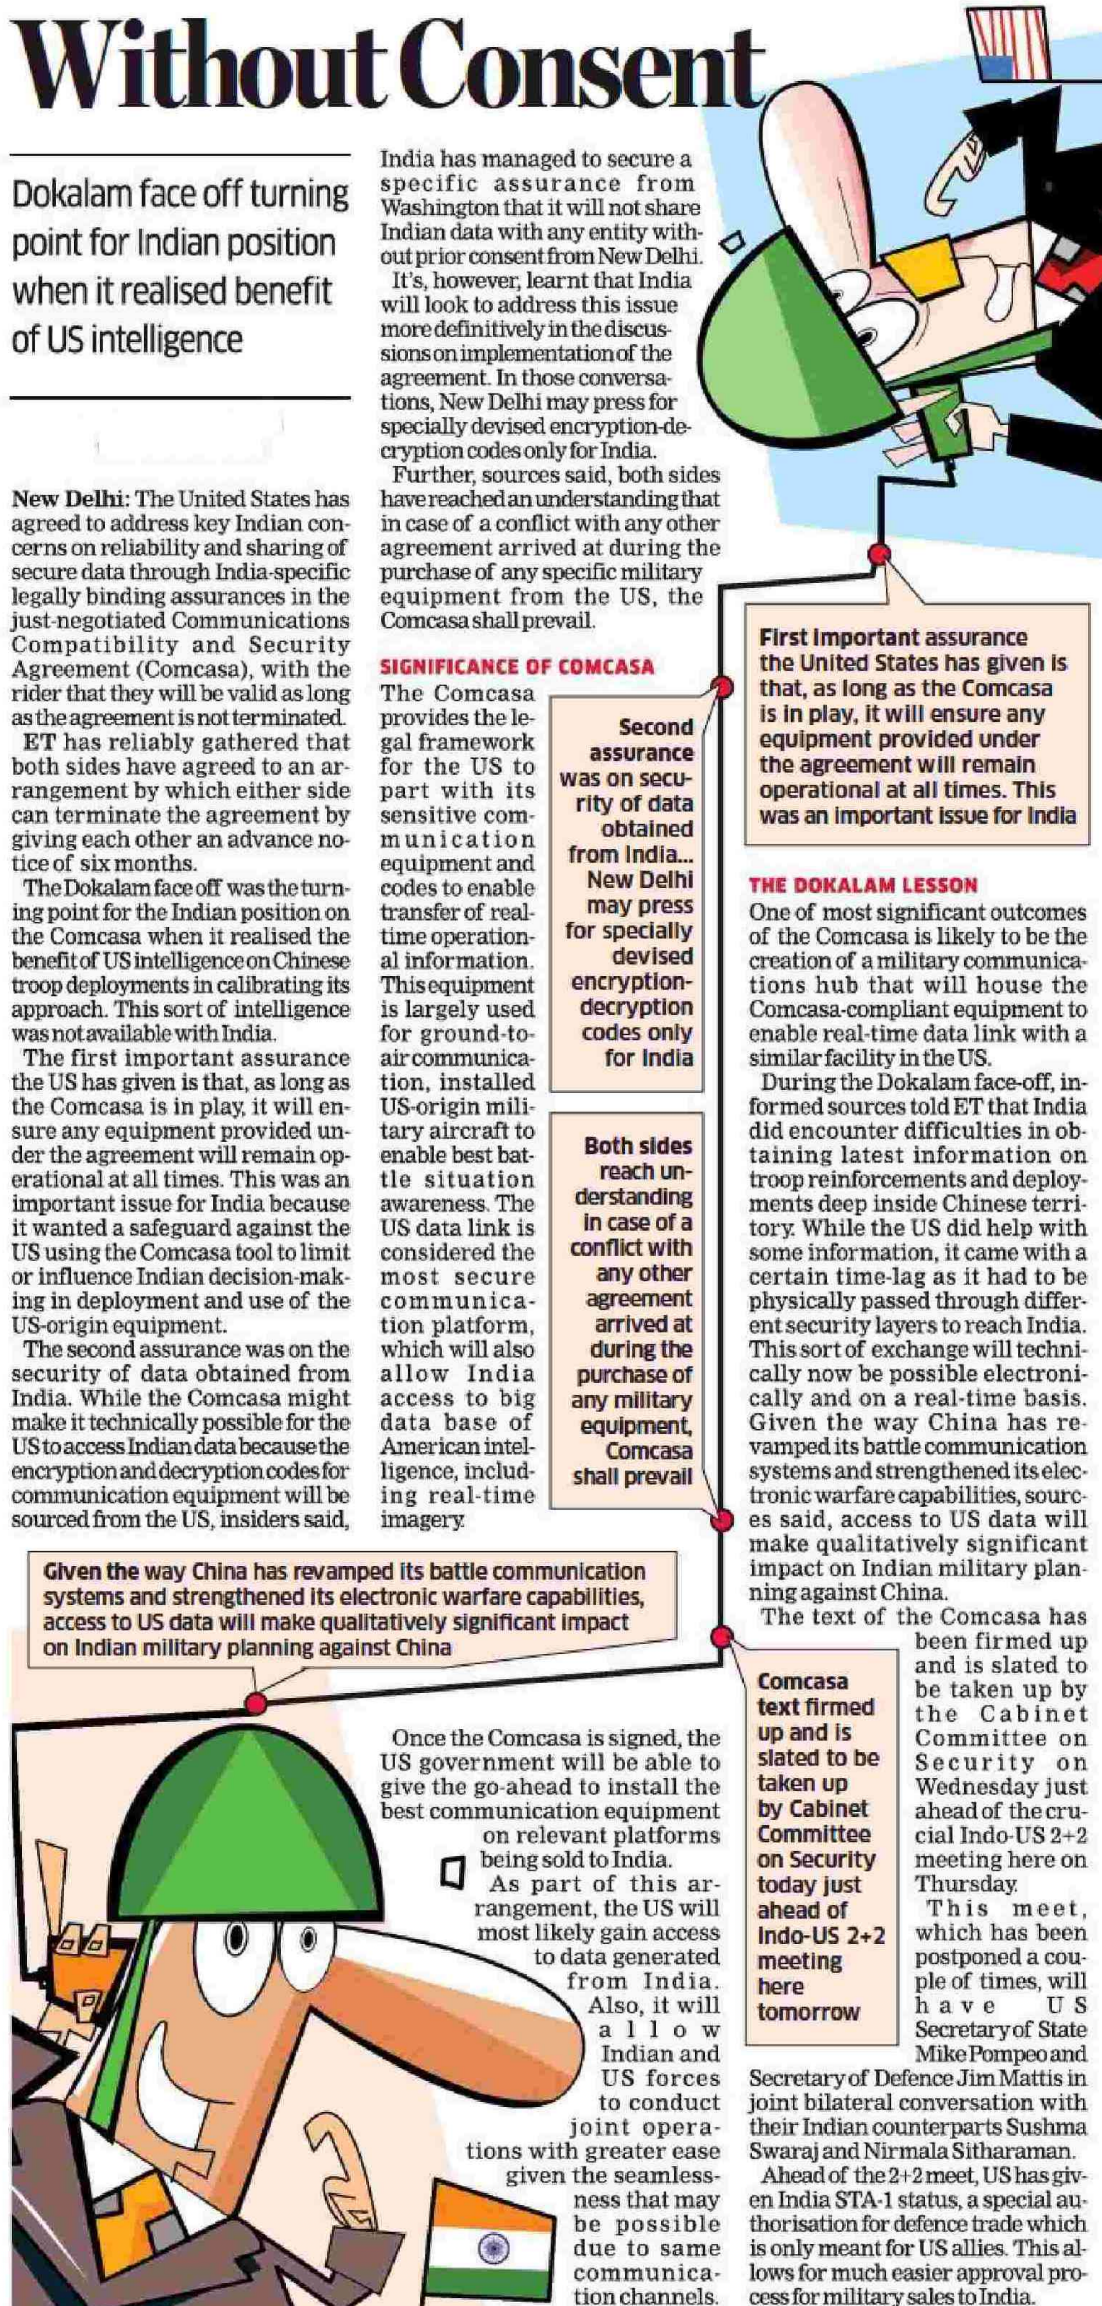 Without Consent
Dokalam face off turning
point for Indian position
when it realised benefit
of US intelligence
New Delhi: The United States has
agreed to address key Indian con-
cerns on reliability and sharing of
secure data through India-specific
legally binding assurances in the
just-negotiated Communications
Compatibility and Security
Agreement (Comcasa), with the
rider that they will be valid as long
as the agreement is not terminated.
ET has reliably gathered that
both sides have agreed to an ar-
rangement by which either side
can terminate the agreement by
giving each other an advance no-
tice of six months.
The Dokalam face off was the turn-
ing point for the Indian position on
the Comcasa when it realised the
benefit of US intelligence on Chinese
troop deployments in calibrating its
approach. This sort of intelligence
was not available with India.
The first important assurance
the US has given is that, as long as
the Comcasa is in play, it will en-
sure any equipment provided un-
der the agreement will remain op-
erational at all times. This was an
important issue for India because
it wanted a safeguard against the
US using the Comcasa tool to limit
or influence Indian decision-mak-
ing in deployment and use of the
US-origin equipment.
The second assurance was on the
security of data obtained from
India. While the Comcasa might
make it technically possible for the
US to access Indian data because the
encryption and decryption codes for
communication equipment will be
sourced from the US, insiders said,
India has managed to secure a
specific assurance from
Washington that it will not share
Indian data with any entity with-
out prior consent from New Delhi.
It's, however, learnt that India
will look to address this issue
more definitively in the discus-
sions on implementation of the
agreement. In those conversa-
tions, New Delhi may press for
specially devised encryption-de-
cryption codes only for India.
Further, sources said, both sides
have reached an understanding that
in case of a conflict with any other
agreement arrived at during the
purchase of any specific military
equipment from the US, the
Comcasa shall prevail.
SIGNIFICANCE OF COMCASA
The Comcasa
provides the le-
gal framework
for the US to
part with its
sensitive com-
munication
equipment and
codes to enable
transfer of real-
time operation-
al information.
This equipment
is largely used
for ground-to-
air communica-
tion, installed
US-origin mili-
tary aircraft to
enable best bat-
tle situation
awareness. The
US data link is
considered the
most secure
communica-
tion platform,
which will also
allow India
access to big
data base of
American intel-
ligence, includ-
ing real-time
imagery.
Once the Comcasa is signed, the
US government will be able to
give the go-ahead to install the
best communication equipment
on relevant platforms
being sold to India.
As part of this ar-
rangement, the US will
most likely gain access
to data generated
from India.
Also, it will
allow
Indian and
US forces
to conduct
joint opera-
tions with greater ease
given the seamless-
ness that may
be possible
due to same
communica-
tion channels.
First important assurance
the United States has given is
that, as long as the Comcasa
is in play, it will ensure any
equipment provided under
the agreement will remain
operational at all times. This
was an important issue for India
Second
assurance
was on secu-
rity of data
obtained
from India...
New Delhi
may press
for specially
devised
encryption-
decryption
codes only
for India
Both sides
reach un-
derstanding
in case of a
conflict with
any other
agreement
arrived at
during the
purchase of
any military
equipment,
Comcasa
shall prevail
Given the way China has revamped its battle communication
systems and strengthened its electronic warfare capabilities,
access to US data will make qualitatively significant impact
on Indian military planning against China
THE DOKALAM LESSON
One of most significant outcomes
of the Comcasa is likely to be the
creation of a military communica-
tions hub that will house the
Comcasa-compliant equipment to
enable real-time data link with a
similar facility in the US.
During the Dokalam face-off, in-
formed sources told ET that India
did encounter difficulties in ob-
taining latest information on
troop reinforcements and deploy-
ments deep inside Chinese terri-
tory. While the US did help with
some information, it came with a
certain time-lag as it had to be
physically passed through differ-
ent security layers to reach India.
This sort of exchange will techni-
cally now be possible electroni-
cally and on a real-time basis.
Given the way China has re-
vamped its battle communication
systems and strengthened its elec-
tronic warfare capabilities, sourc-
es said, access to US data will
make qualitatively significant
impact on Indian military plan-
ning against China.
The text of the Comcasa has
been firmed up
and is slated to
be taken up by
the Cabinet
Committee on
Security on
Wednesday just
ahead of the cru-
cial Indo-US 2+2
meeting here on
Thursday.
This meet,
which has been
postponed a cou-
ple of times, will
have US
Secretary of State
Mike Pompeo and
Secretary of Defence Jim Mattis in
joint bilateral conversation with
their Indian counterparts Sushma
Swaraj and Nirmala Sitharaman.
Ahead of the 2+2 meet, US has giv-
en India STA-1 status, a special au-
thorisation for defence trade which
is only meant for US allies. This al-
lows for much easier approval pro-
cess for military sales to India.
Comcasa
text firmed
up and is
slated to be
taken up
by Cabinet
Committee
on Security
today just
ahead of
Indo-US 2+2
meeting
here
tomorrow